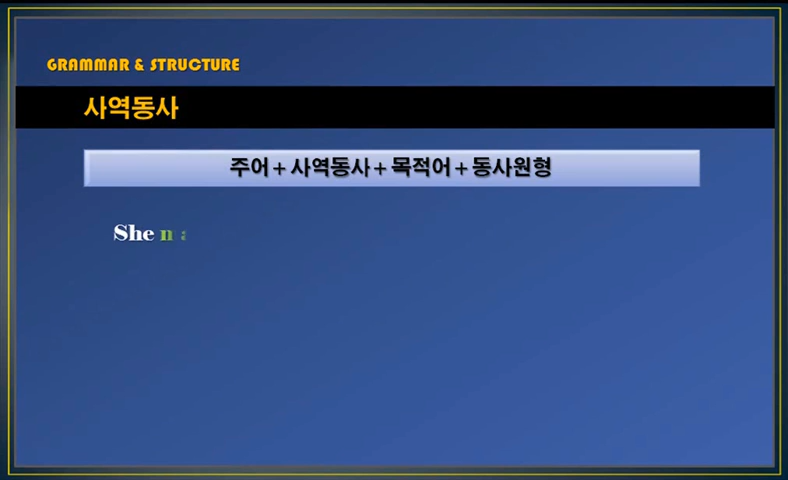 GRAMMAR & STRUCTURE
사역동사
주어 + 사역동사 + 목적어 + 동사원형
She